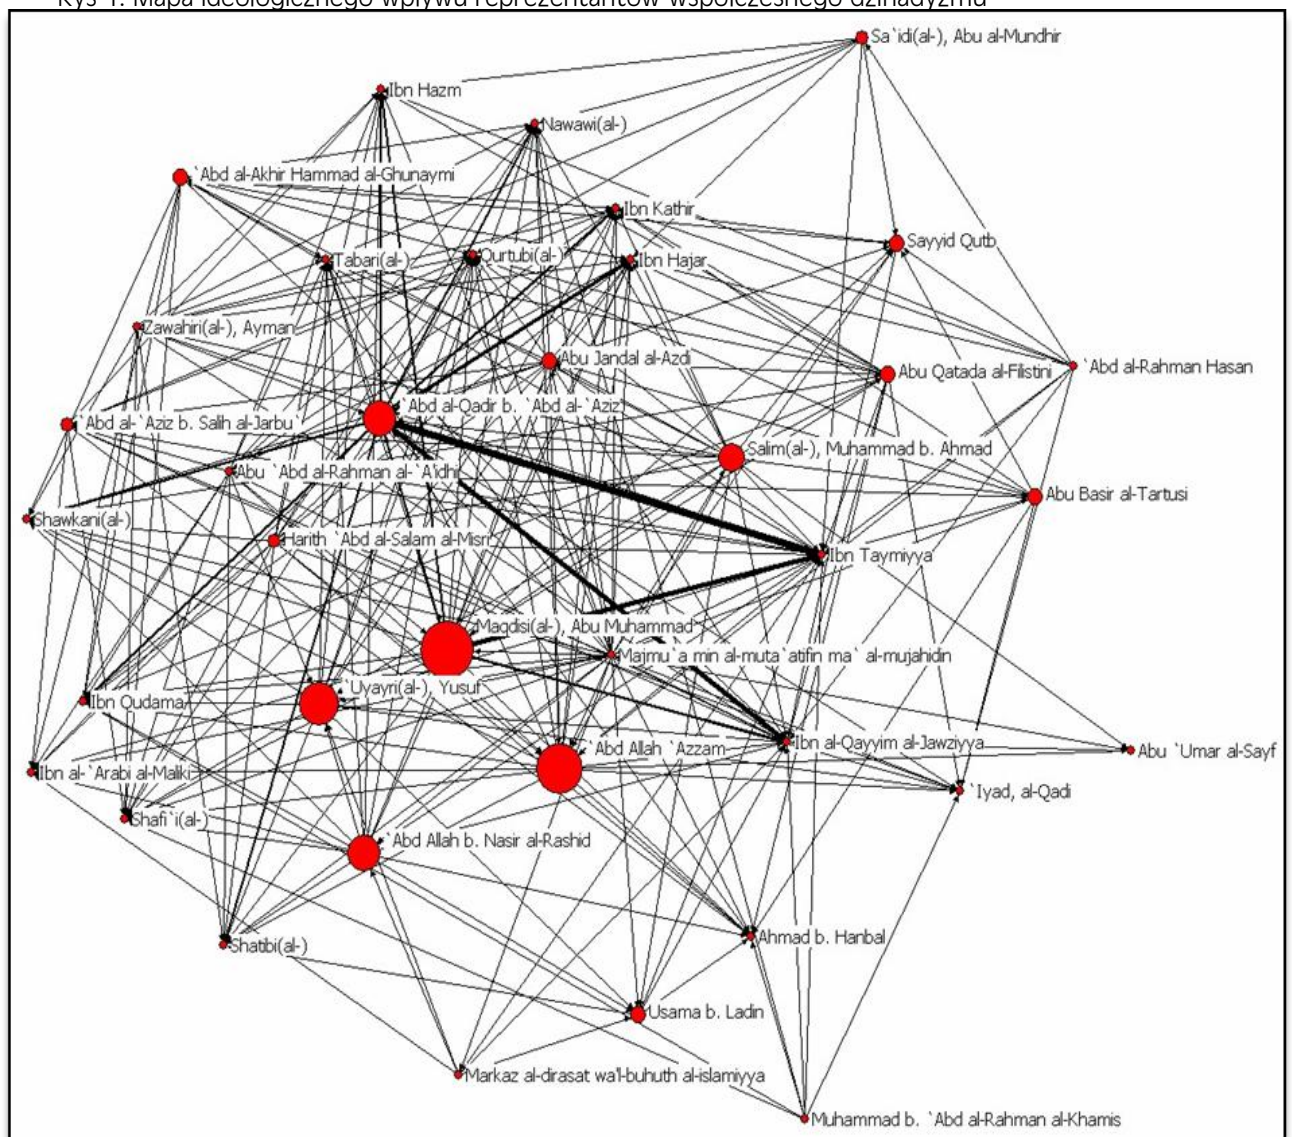 Rys 1. Mapa ideologicznego wpływu reprezentantów współczesnego dżihadyzmu
Sa`idi(al-), Abu al-Mundhir
Ibn Hazm
Nawawi(al-)
`Abd al-Akhir Hammad al-Ghunaymi
Ibn Kathir
Sayyid Qutb
Tabari(al-)
Qurtubi(al-)
Ibn Hajar
Zawahiri(al-), Ayman
Abu Jandal al-Azdi
Abu Qatada al-Filistini
`Abd al-Rahman Hasan
`Abd al-Qadir b. `Abd al-`Aziz
`Abd al-`Aziz b. Salih al-Jarbu`
Salim(al-), Muhammad b. Ahmad
Abu `Abd al-Rahman al-`A'idhi
Abu Basir al-Tartusi
Shawkani(al-)
Harith `Abd al-Salam al-Misri
Ibn Taymiyya
Maqdisi(al-), Abu Muhammad
Majmu`a min al-muta`atifin ma` al-mujahidin
`Uyayri(al-), Yusuf
Ibn Qudama
`Abd Allah `Azzam
Ibn al-Qayyim al-Jawziyya
Abu `Umar al-Sayf
Ibn al-`Arabi al-Maliki
`Iyad, al-Qadi
Shafi`i(al-)
`Abd Allah b. Nasir al-Rashid
Ahmad b. Hanbal
Shatibi(al-)
Usama b. Ladin
Markaz al-dirasat wa'l-buhuth al-islamiyya
Muhammad b. `Abd al-Rahman al-Khamis